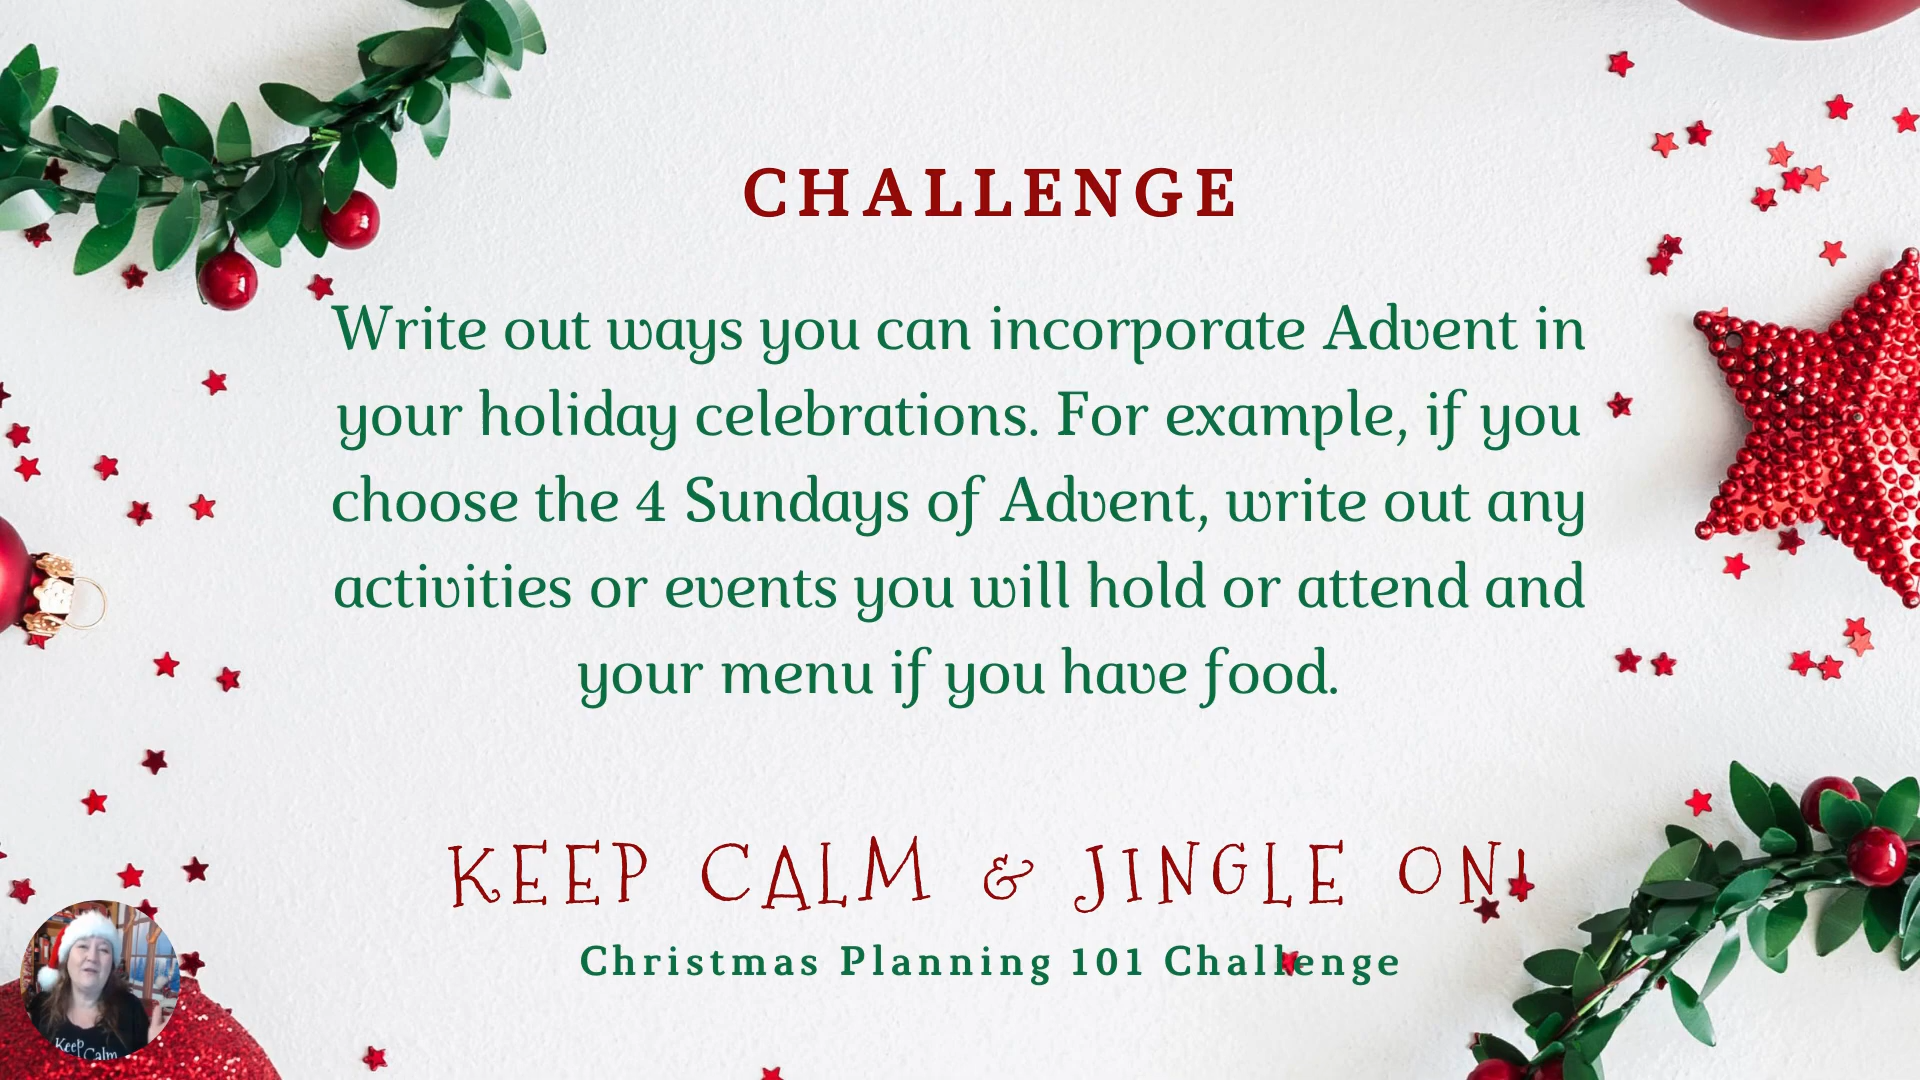 CHALLENGE
Write out ways you can incorporate Advent in
your holiday celebrations. For example, if you
choose the 4 Sundays of Advent, write out any
activities or events you will hold or attend and
your menu if you have food.
KEEP CALM & JINGLE ON!
Christmas Planning 101 Challenge
Keep Calm